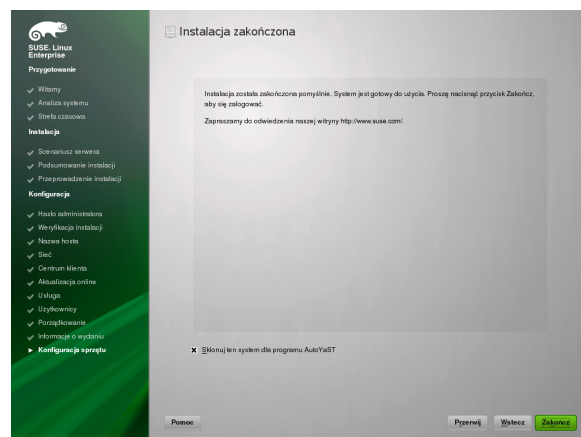 SUSE. Linux
Enterprise
Przygotowanie
Witamy
Analiza systemu
Strefa czasowa
Instalacja
Scenariusz serwera
Podsumowanie instalacji
Przeprowadzenie instalacji
Konfiguracja
Hasło administratora
Weryfikacja instalacji
Nazwa hosta
Sieć
Centrum klienta
Aktualizacja online
Usługa
Użytkownicy
Porządkowanie
Informacje o wydaniu
Konfiguracja sprzętu
Instalacja zakończona
Instalacja została zakończona pomyślnie. System jest gotowy do użycia. Proszę nacisnąć przycisk Zakończ,
aby się zalogować.
Zapraszamy do odwiedzenia naszej witryny http://www.suse.com/.
Sklonuj ten system dla programu AutoYaST
Pomoc
Przerwij
Wstecz
Zakończ